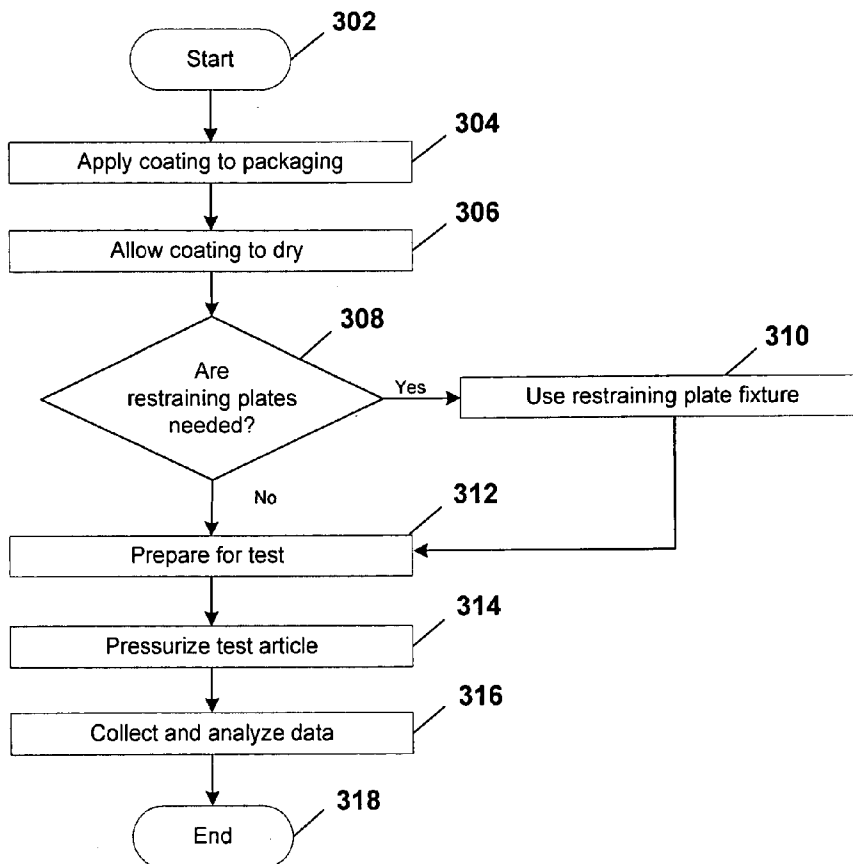 302
Start
304
Apply coating to packaging
306
Allow coating to dry
308
Are
restraining plates
needed?
Yes
310
Use restraining plate fixture
No
312
Prepare for test
314
Pressurize test article
316
Collect and analyze data
318
End